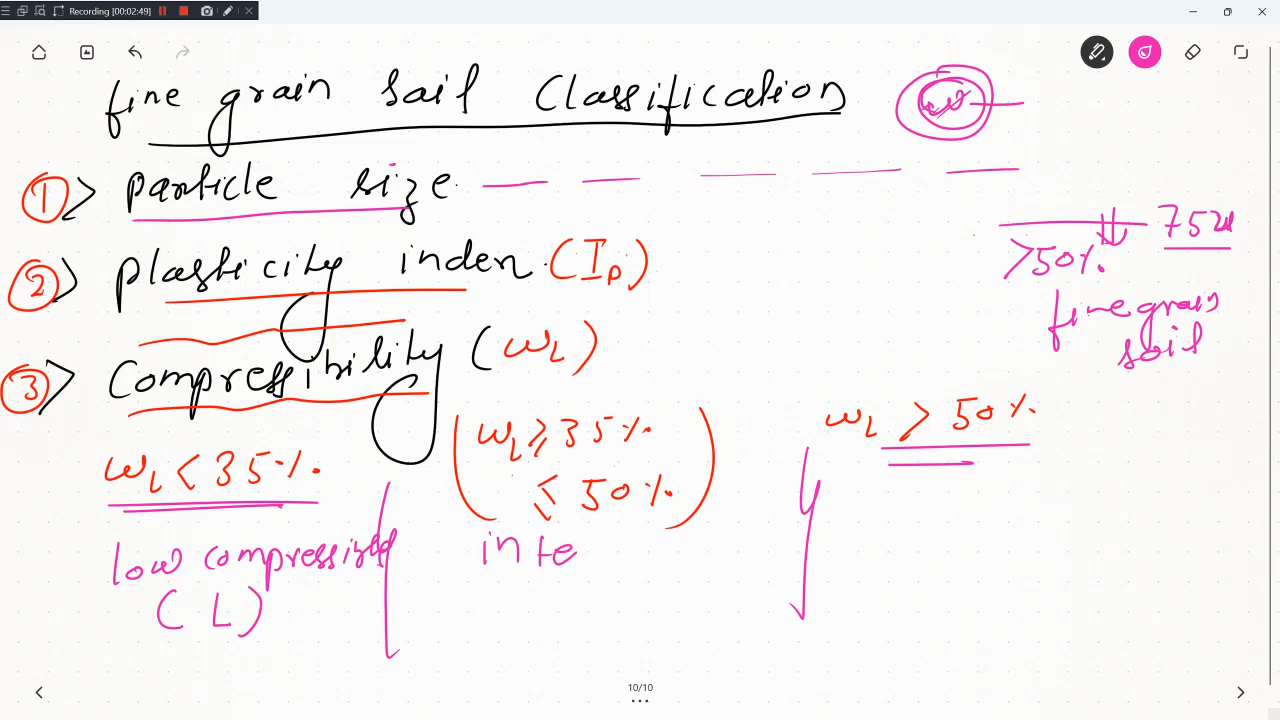 Recording [00:02:49]
fine grain soil Classification
① > particle size
75μ
>50%
② > plasticity index (Ip)
fine grain
soil
③ > Compressibility (wL)
wL < 35% wL ≥ 35% wL > 50%
≤ 50%
low compressible inte
(L)
10/10